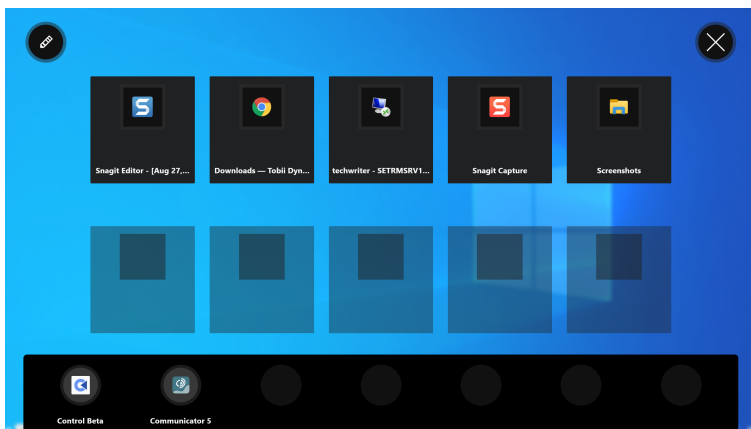 Snagit Editor - [Aug 27,...
Downloads — Tobii Dyn...
techwriter - SETRMSRV1...
Snagit Capture
Screenshots
Control Beta
Communicator 5